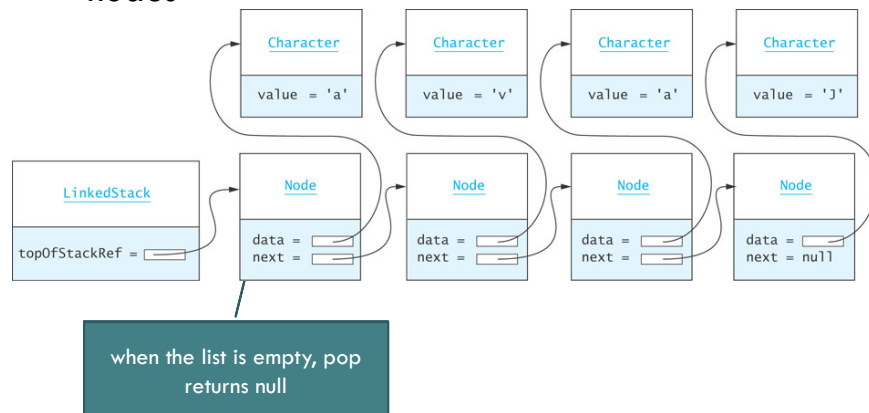 Character
Character
Character
Character
value = 'a'
value = 'v'
value = 'a'
value = 'J'
LinkedStack
Node
Node
Node
Node
topOfStackRef =
data =
next =
data =
next =
data =
next =
data =
next = null
when the list is empty, pop
returns null